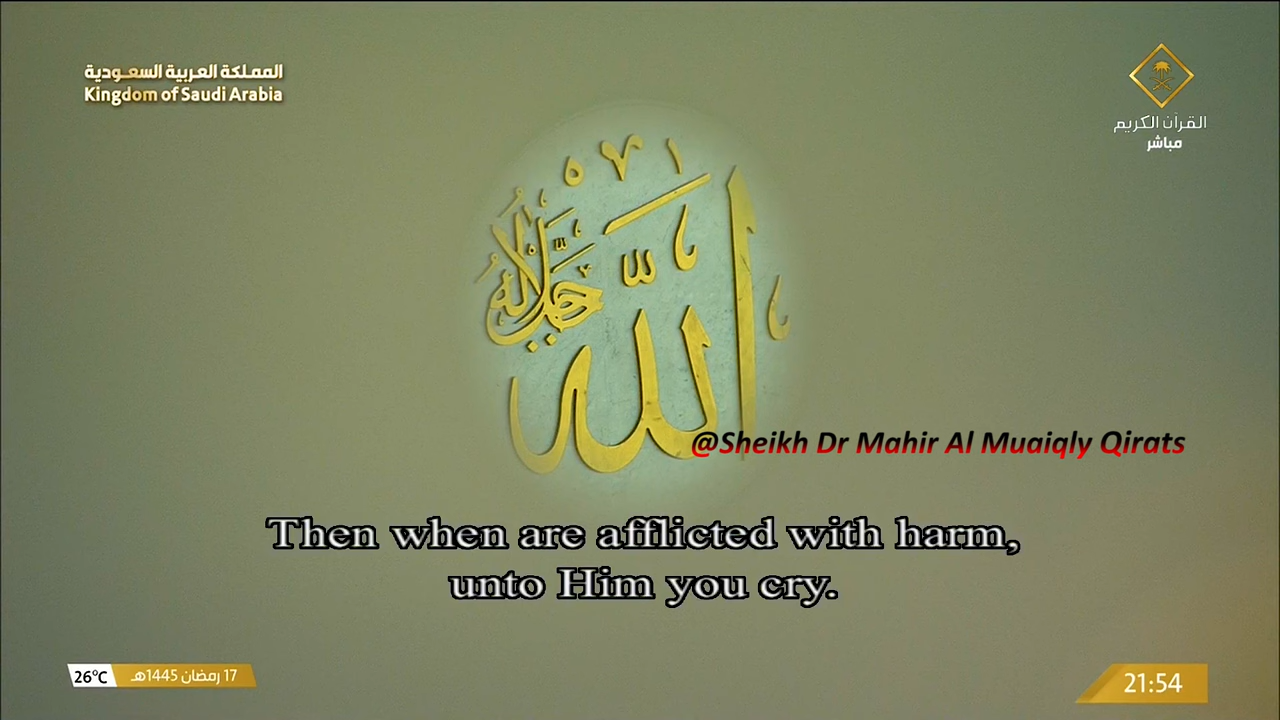 المملكة العربية السعودية
Kingdom of Saudi Arabia
القرآن الكريم
مباشر
الله
جل جلاله
@Sheikh Dr Mahir Al Muaiqly Qirats
Then when are afflicted with harm,
unto Him you cry.
26°C
17 رمضان 1445هـ
21:54